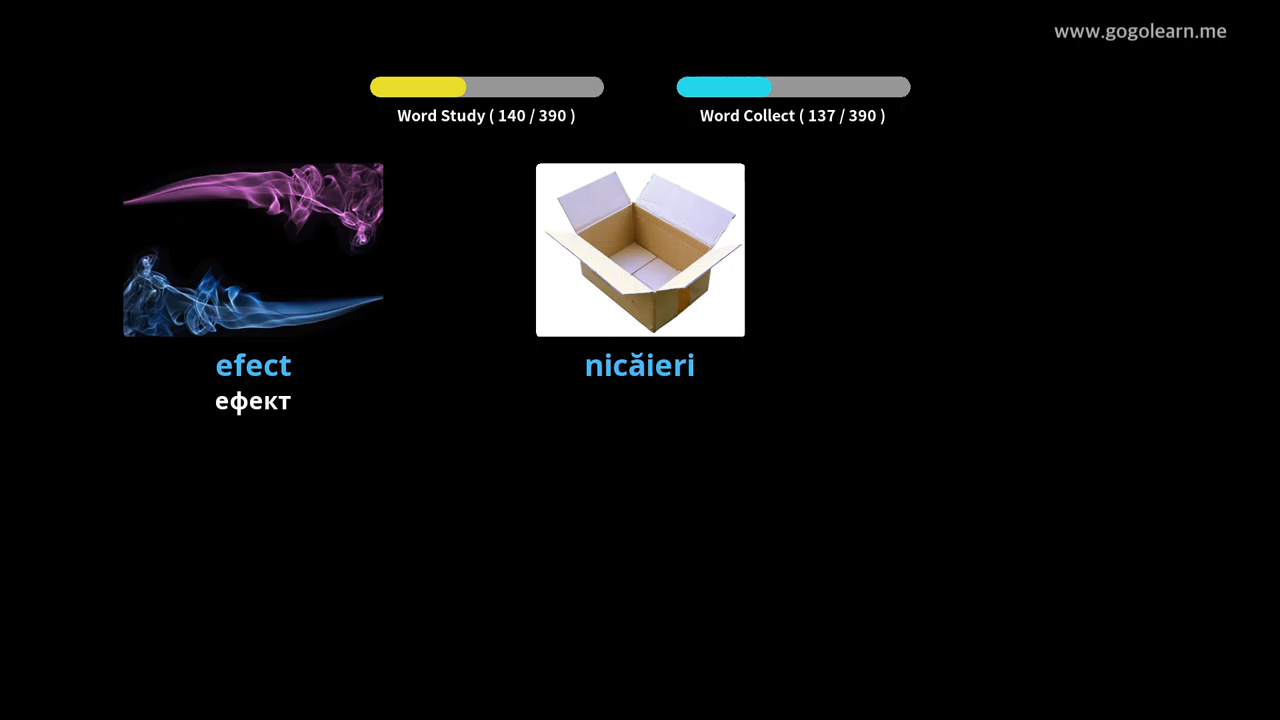 www.gogolearn.me
Word Study ( 140 / 390 )
Word Collect ( 137 / 390 )
efect
ефект
nicăieri